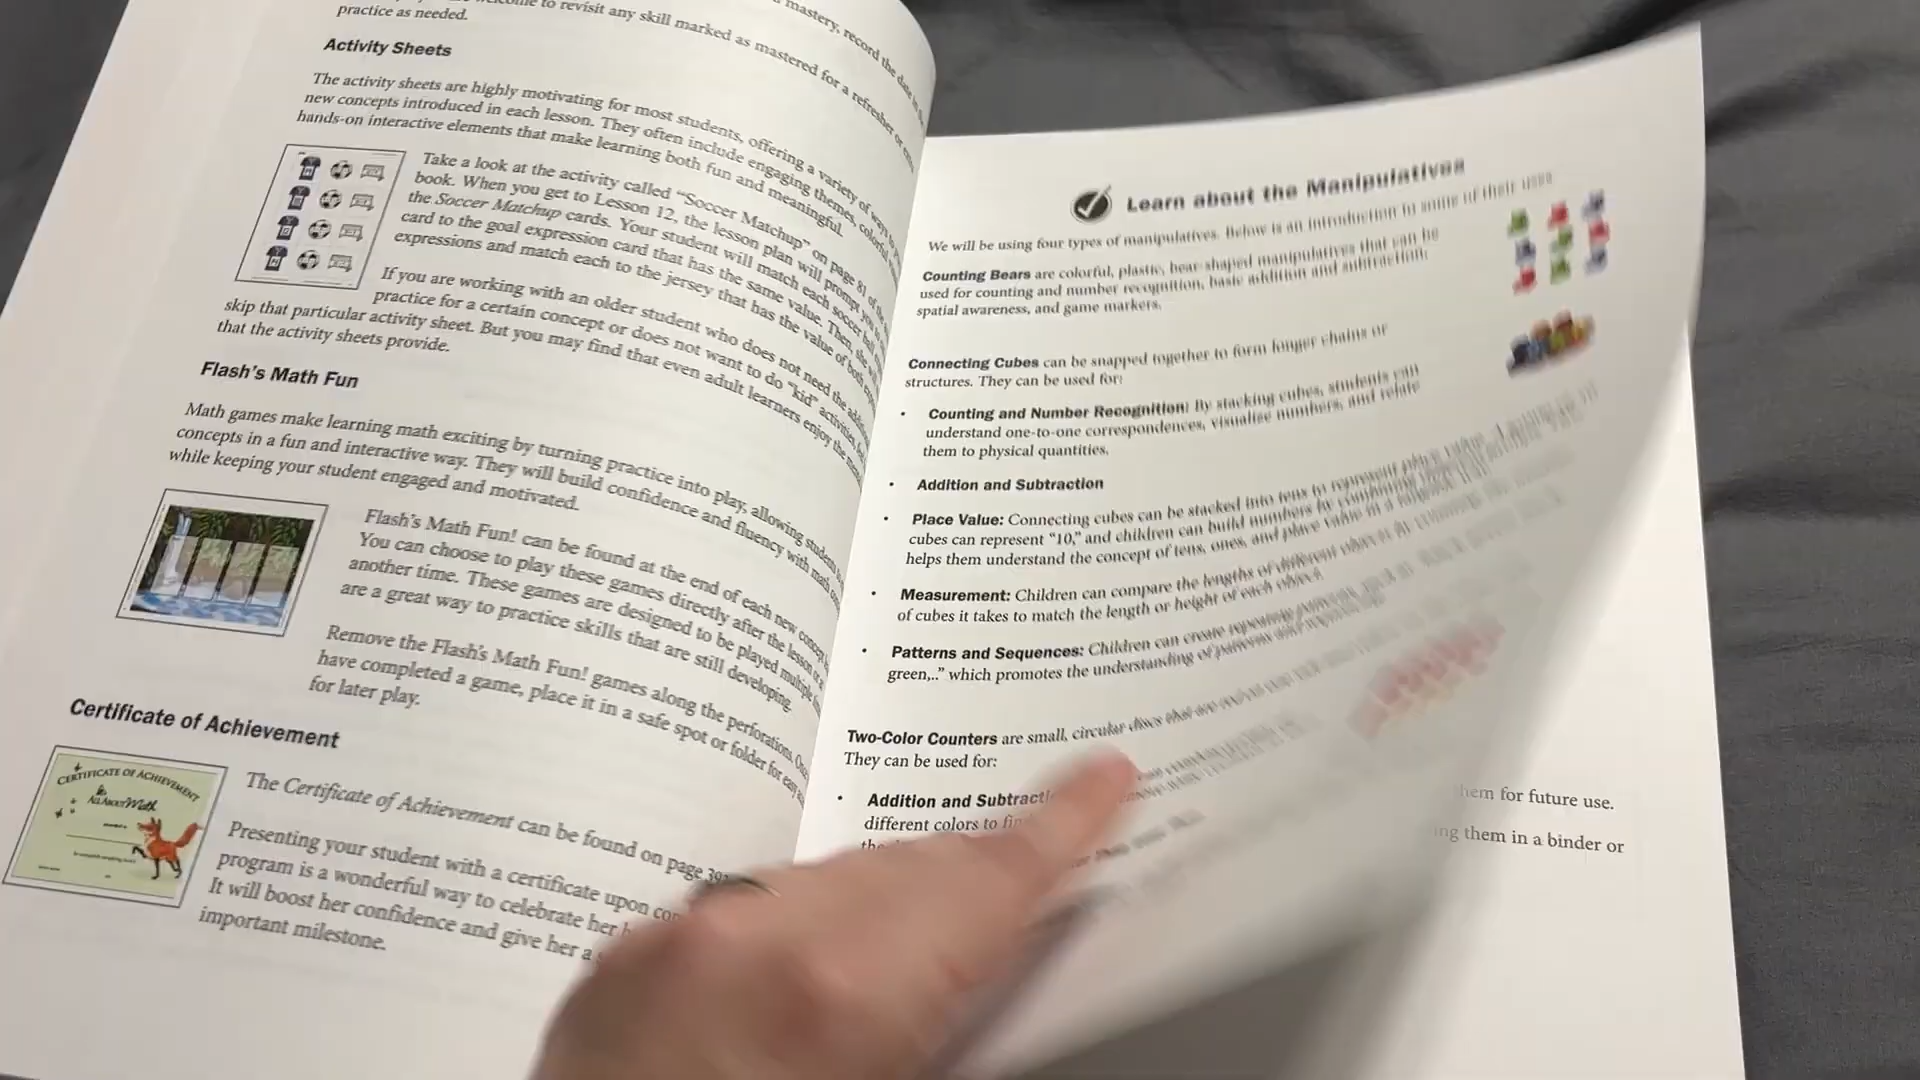 mastery, record the date in
welcome to revisit any skill marked as mastered for a refresher or
practice as needed.
Activity Sheets
The activity sheets are highly motivating for most students, offering a variety of
new concepts introduced in each lesson. They often include engaging themes, colorful
hands-on interactive elements that make learning both fun and meaningful.
Take a look at the activity called "Soccer Matchup" on page 81 of the
book. When you get to Lesson 12, the lesson plan will prompt you to
the Soccer Matchup cards. Your student will match each soccer ball
card to the goal expression card that has the same value. Then, she will
expressions and match each to the jersey that has the value of both
If you are working with an older student who does not need the
practice for a certain concept or does not want to do "kid" activities,
skip that particular activity sheet. But you may find that even adult learners enjoy the
that the activity sheets provide.
Flash's Math Fun
Math games make learning math exciting by turning practice into play, allowing students
concepts in a fun and interactive way. They will build confidence and fluency with math
while keeping your student engaged and motivated.
Flash's Math Fun! can be found at the end of each new concept
You can choose to play these games directly after the lesson or
another time. These games are designed to be played multiple
are a great way to practice skills that are still developing.
Remove the Flash's Math Fun! games along the perforations.
have completed a game, place it in a safe spot or folder for easy
for later play.
Certificate of Achievement
CERTIFICATE OF ACHIEVEMENT
All About Math
The Certificate of Achievement can be found on page
Presenting your student with a certificate upon
program is a wonderful way to celebrate her
It will boost her confidence and give her a
important milestone.
Learn about the Manipulatives
We will be using four types of manipulatives. Below is an introduction to some of their uses.
Counting Bears are colorful, plastic, bear-shaped manipulatives that can be
used for counting and number recognition, basic addition and subtraction,
spatial awareness, and game markers.
Connecting Cubes can be snapped together to form longer chains or
structures. They can be used for:
• Counting and Number Recognition: By stacking cubes, students can
understand one-to-one correspondences, visualize numbers, and relate
them to physical quantities.
• Addition and Subtraction
• Place Value: Connecting cubes can be stacked into tens to represent place value.
cubes can represent "10," and children can build numbers by combining
helps them understand the concept of tens, ones, and place value in a
• Measurement: Children can compare the lengths of different objects
of cubes it takes to match the length or height of each object.
• Patterns and Sequences: Children can create repeating patterns,
green,.." which promotes the understanding of patterns and
Two-Color Counters are small, circular discs that are
They can be used for:
• Addition and
different colors to
hem for future use.
ng them in a binder or